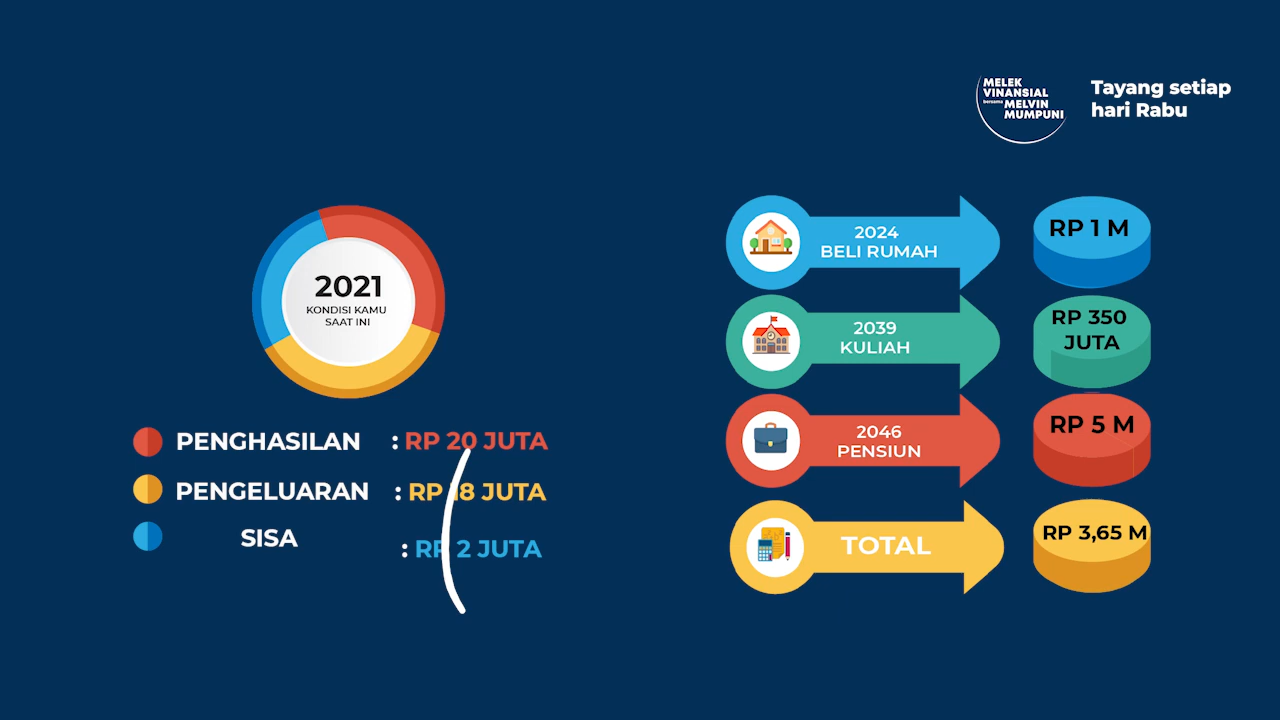 MELEK
VINANSIAL
bersama MELVIN
MUMPUNI
Tayang setiap
hari Rabu
2021
KONDISI KAMU
SAAT INI
PENGHASILAN : RP 20 JUTA
PENGELUARAN : RP 18 JUTA
SISA : RP 2 JUTA
2024
BELI RUMAH
RP 1 M
2039
KULIAH
RP 350
JUTA
2046
PENSIUN
RP 5 M
TOTAL
RP 3,65 M